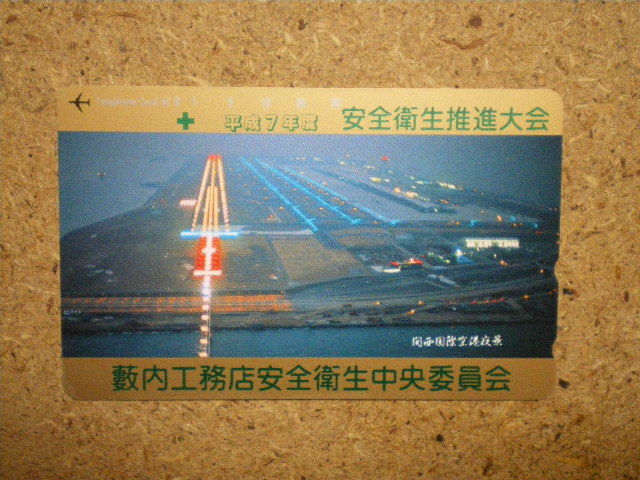 平成7年度 安全衛生推進大会
関西国際空港夜景
藪内工務店安全衛生中央委員会